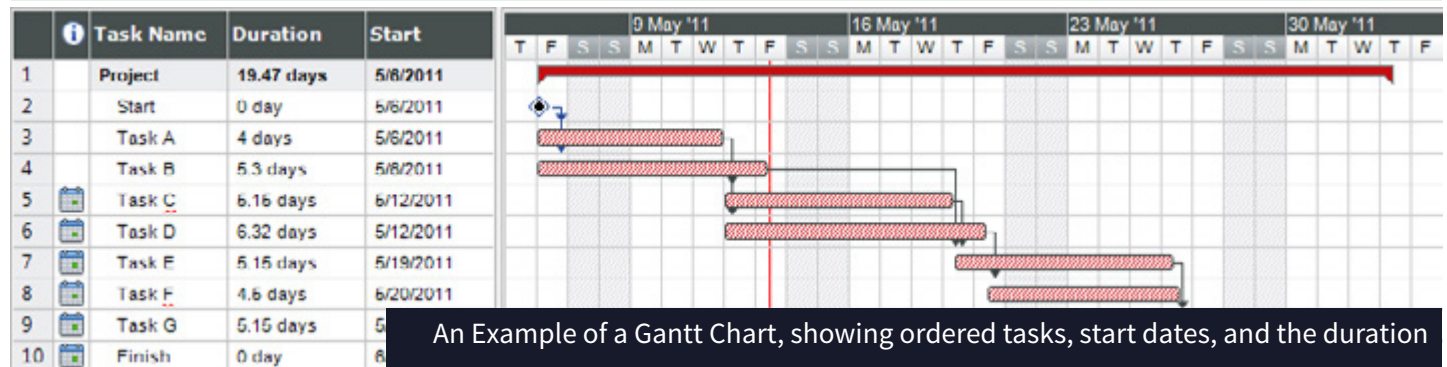 Task Name Duration Start 9 May '11 16 May '11 23 May '11 30 May '11
T F S S M T W T F S S M T W T F S S M T W T F S S M T W T F
1 Project 19.47 days 5/6/2011
2 Start 0 day 5/6/2011
3 Task A 4 days 5/6/2011
4 Task B 5.3 days 5/6/2011
5 Task C days 5/12/2011
6 Task D 6.32 days 5/12/2011
7 Task E 5.15 days 5/19/2011
8 Task F days 5/20/2011
9 Task G 5.15 days
10 Finish 0 day
An Example of a Gantt Chart, showing ordered tasks, start dates, and the duration